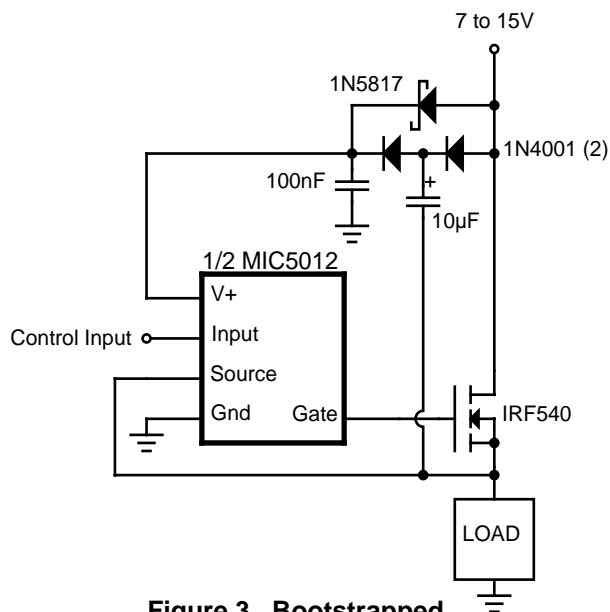 7 to 15V
1N5817
1N4001 (2)
100nF
+
10µF
1/2 MIC5012
V+
Control Input
Input
Source
Gnd
Gate
IRF540
LOAD
Figure 3. Bootstrapped